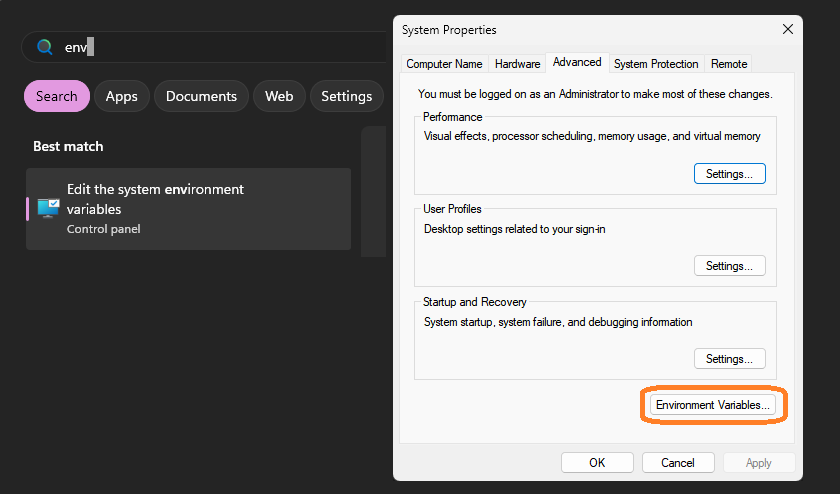 env
Search
Apps
Documents
Web
Settings
Best match
Edit the system environment
variables
Control panel
System Properties
Computer Name
Hardware
Advanced
System Protection
Remote
You must be logged on as an Administrator to make most of these changes.
Performance
Visual effects, processor scheduling, memory usage, and virtual memory
Settings...
User Profiles
Desktop settings related to your sign-in
Settings...
Startup and Recovery
System startup, system failure, and debugging information
Settings...
Environment Variables...
OK
Cancel
Apply